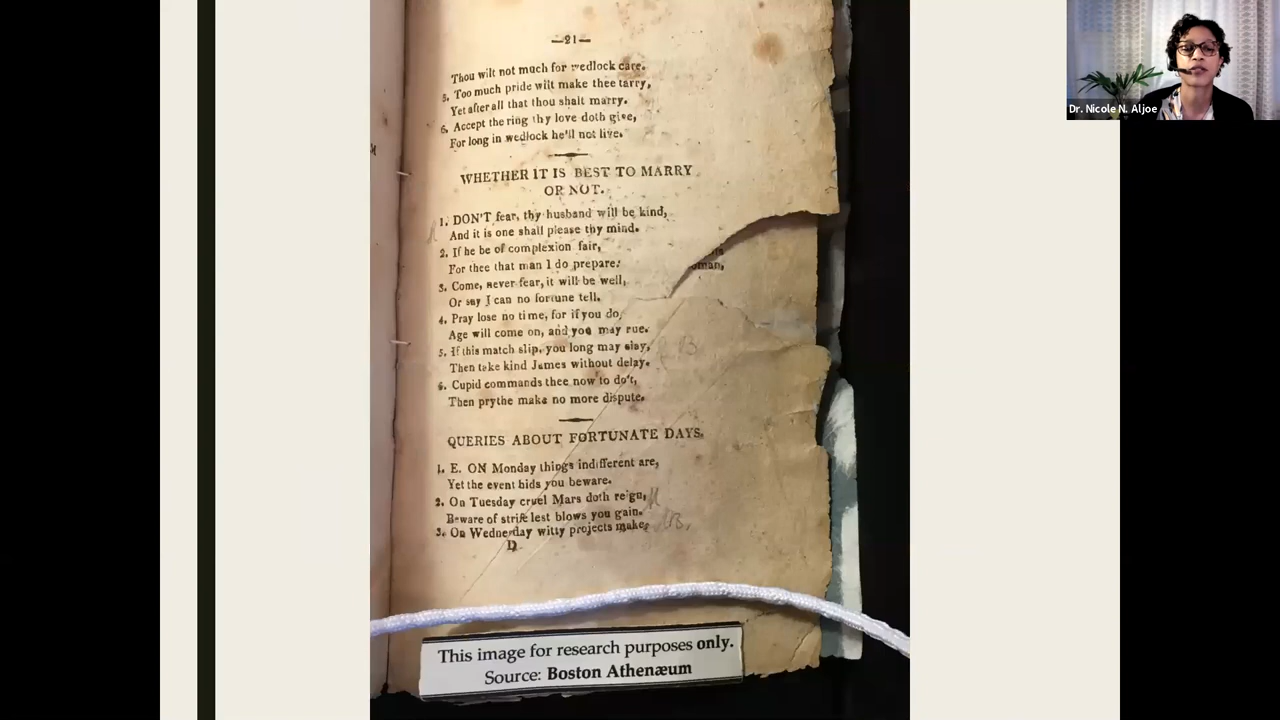 —21—
Thou wilt not much for wedlock care.
5. Too much pride wilt make thee tarry,
Yet after all that thou shalt marry.
6. Accept the ring thy love doth give,
For long in wedlock he'll not live.
WHETHER IT IS BEST TO MARRY
OR NOT.
1. DON'T fear, thy husband will be kind,
And it is one shall please thy mind.
2. If he be of complexion fair,
For thee that man I do prepare:
oman,
3. Come, never fear, it will be well,
Or say I can no fortune tell.
4. Pray lose no time, for if you do,
Age will come on, and you may rue.
5. If this match slip, you long may stay,
Then take kind James without delay.
6. Cupid commands thee now to do't,
Then prythe make no more dispute.
QUERIES ABOUT FORTUNATE DAYS.
1. E. ON Monday things indifferent are,
Yet the event bids you beware.
2. On Tuesday cruel Mars doth reign,
Beware of strife lest blows you gain.
3. On Wednesday witty projects make,
D
This image for research purposes only.
Source: Boston Athenæum
Dr. Nicole N. Aljoe